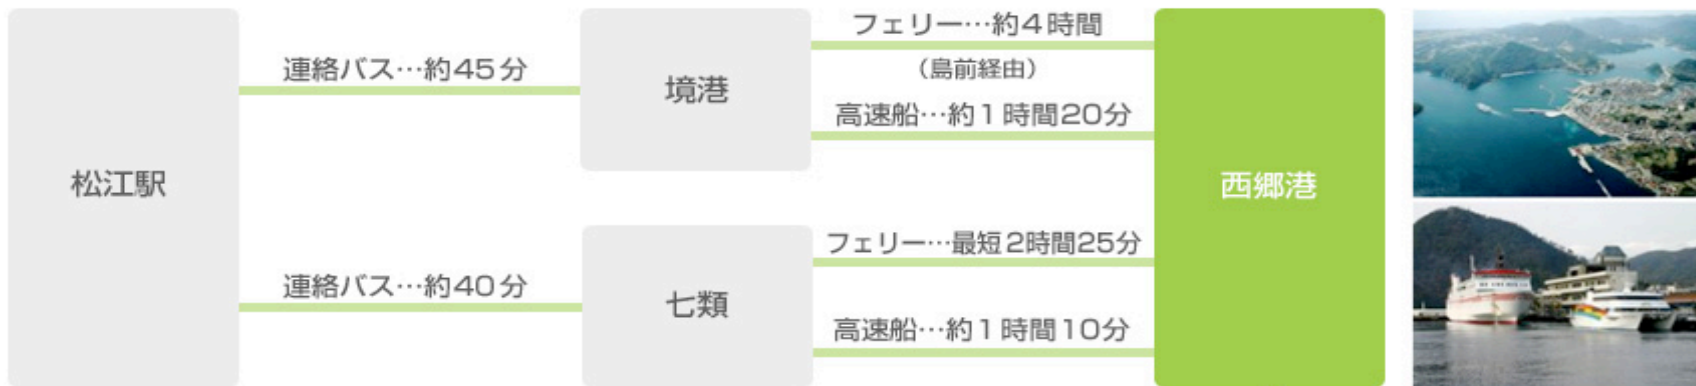 松江駅
連絡バス…約45分
連絡バス…約40分
境港
七類
フェリー…約4時間
（島前経由）
高速船…約1時間20分
フェリー…最短2時間25分
高速船…約1時間10分
西郷港